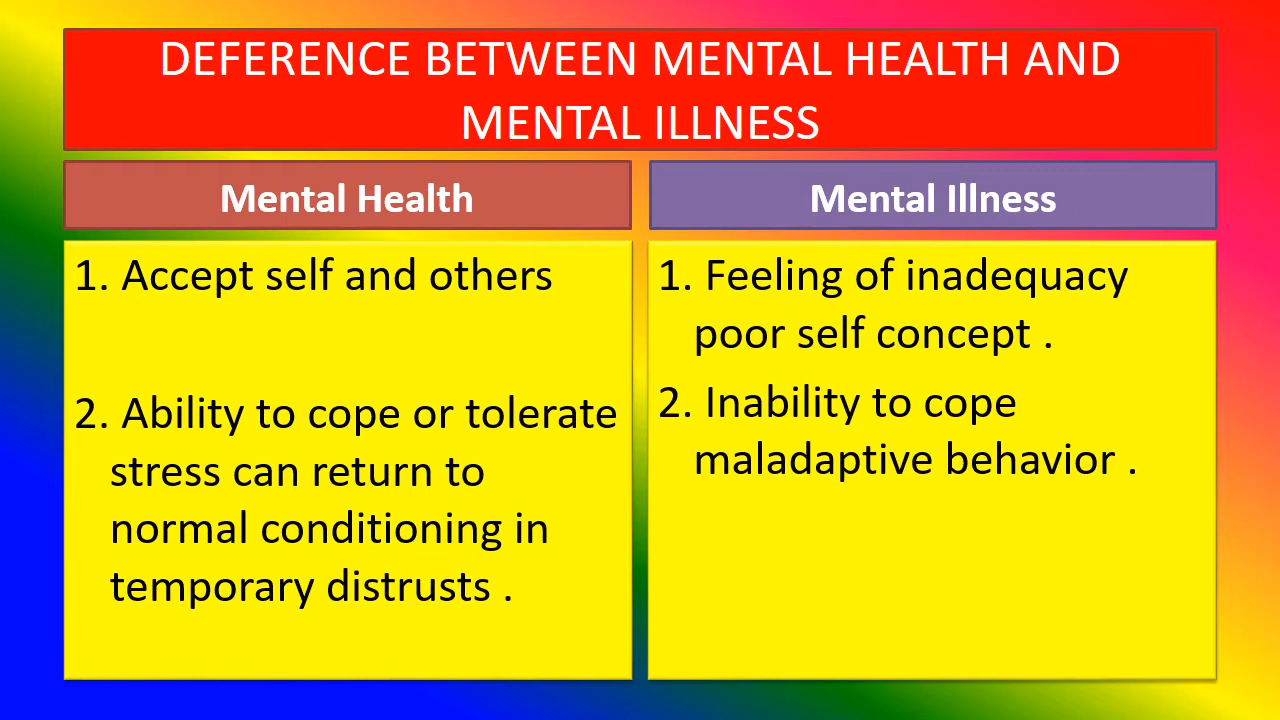 DEFERENCE BETWEEN MENTAL HEALTH AND
MENTAL ILLNESS
Mental Health
Mental Illness
1. Accept self and others
2. Ability to cope or tolerate
stress can return to
normal conditioning in
temporary distrusts .
1. Feeling of inadequacy
poor self concept .
2. Inability to cope
maladaptive behavior .